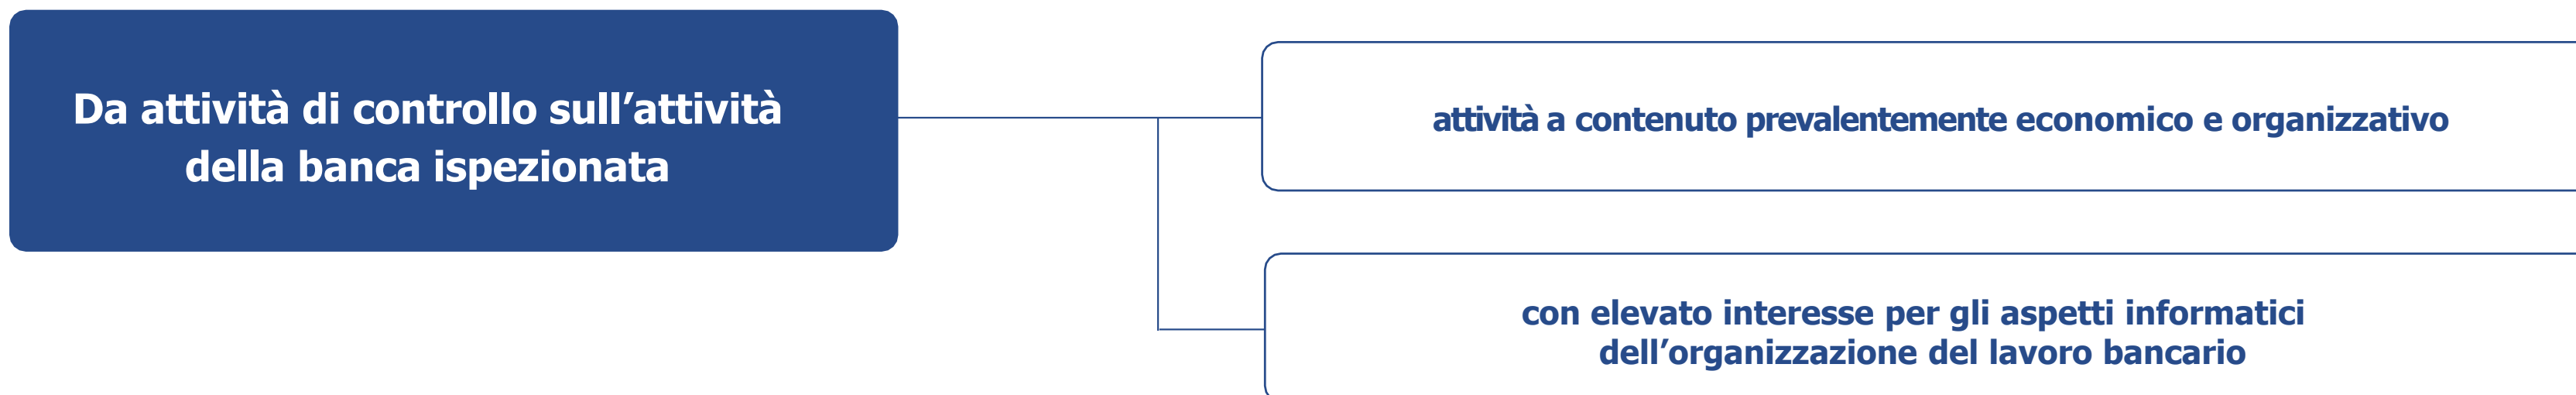 Da attività di controllo sull’attività
della banca ispezionata
attività a contenuto prevalentemente economico e organizzativo
con elevato interesse per gli aspetti informatici
dell’organizzazione del lavoro bancario